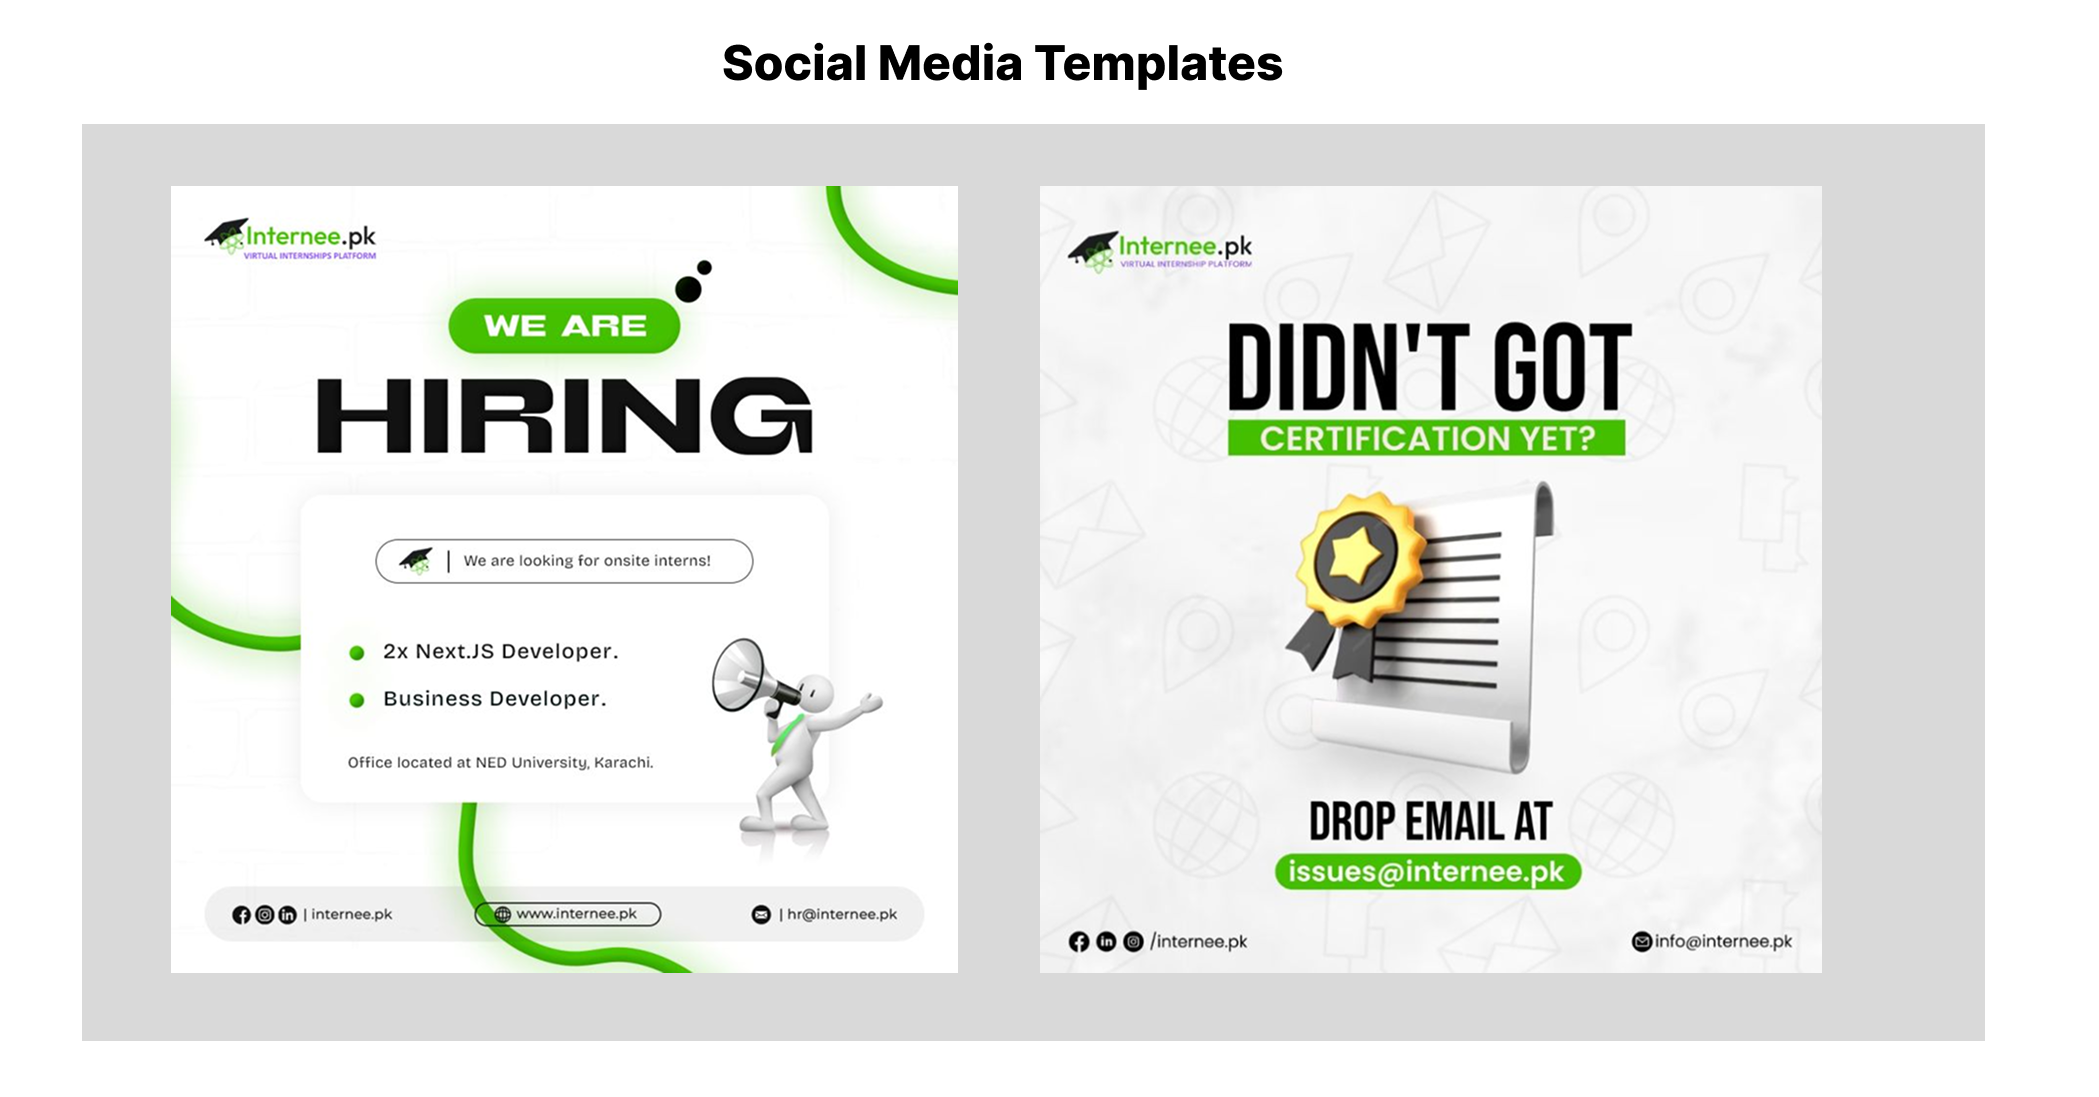 Social Media Templates
Internee.pk
VIRTUAL INTERNSHIPS PLATFORM
WE ARE
HIRING
We are looking for onsite interns!
2x Next.JS Developer.
Business Developer.
Office located at NED University, Karachi.
| internee.pk
www.internee.pk
| hr@internee.pk
Internee.pk
VIRTUAL INTERNSHIP PLATFORM
DIDN'T GOT
CERTIFICATION YET?
DROP EMAIL AT
issues@internee.pk
/internee.pk
info@internee.pk